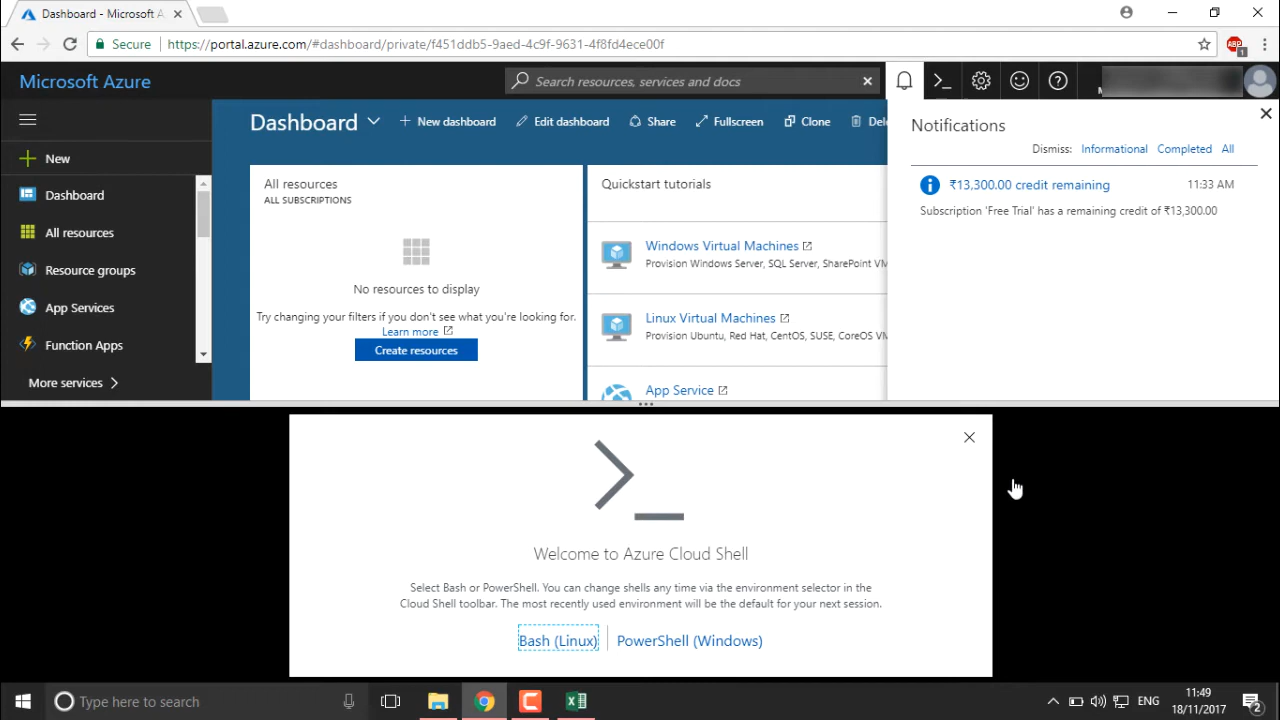 Dashboard - Microsoft A
Secure
https://portal.azure.com/#dashboard/private/f451ddb5-9aed-4c9f-9631-4f8fd4ece00f
ABP
1
Microsoft Azure
Search resources, services and docs
M
New
Dashboard
All resources
Resource groups
App Services
Function Apps
More services
Dashboard
New dashboard
Edit dashboard
Share
Fullscreen
Clone
Del
All resources
ALL SUBSCRIPTIONS
No resources to display
Try changing your filters if you don't see what you're looking for.
Learn more
Create resources
Quickstart tutorials
Windows Virtual Machines
Provision Windows Server, SQL Server, SharePoint VM
Linux Virtual Machines
Provision Ubuntu, Red Hat, CentOS, SUSE, CoreOS VM
App Service
Notifications
Dismiss: Informational Completed All
₹13,300.00 credit remaining 11:33 AM
Subscription 'Free Trial' has a remaining credit of ₹13,300.00
Welcome to Azure Cloud Shell
Select Bash or PowerShell. You can change shells any time via the environment selector in the
Cloud Shell toolbar. The most recently used environment will be the default for your next session.
Bash (Linux) PowerShell (Windows)
Type here to search
ENG
11:49
18/11/2017
2